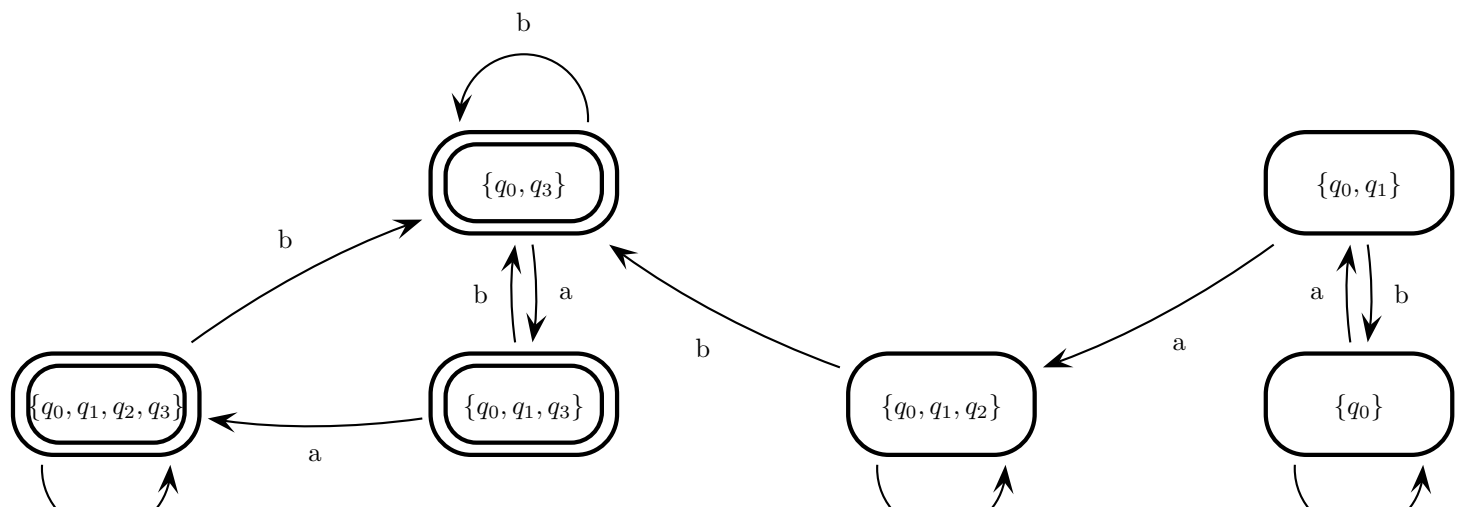 b
{q₀, q₃}
{q₀, q₁}
b
b
a
a
b
b
a
{q₀, q₁, q₂, q₃}
{q₀, q₁, q₃}
{q₀, q₁, q₂}
{q₀}
a